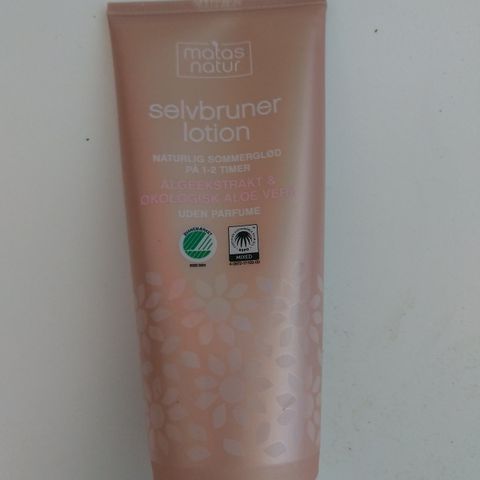 matas
natur
selvbruner
lotion
NATURLIG SOMMERGLØD
PÅ 1-2 TIMER
ALGEEKSTRAKT &
ØKOLOGISK ALOE VERA
UDEN PARFUME
MIXED